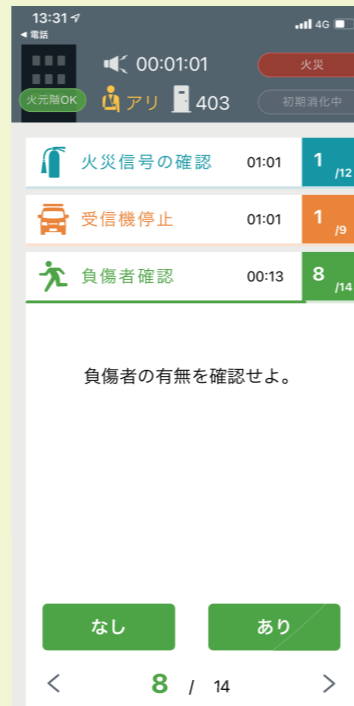 13:31 4G
◀ 電話
00:01:01 火災
火元階OK アリ 403 初期消化中
火災信号の確認 01:01 1 /12
受信機停止 01:01 1 /9
負傷者確認 00:13 8 /14
負傷者の有無を確認せよ。
なし あり
< 8 / 14 >